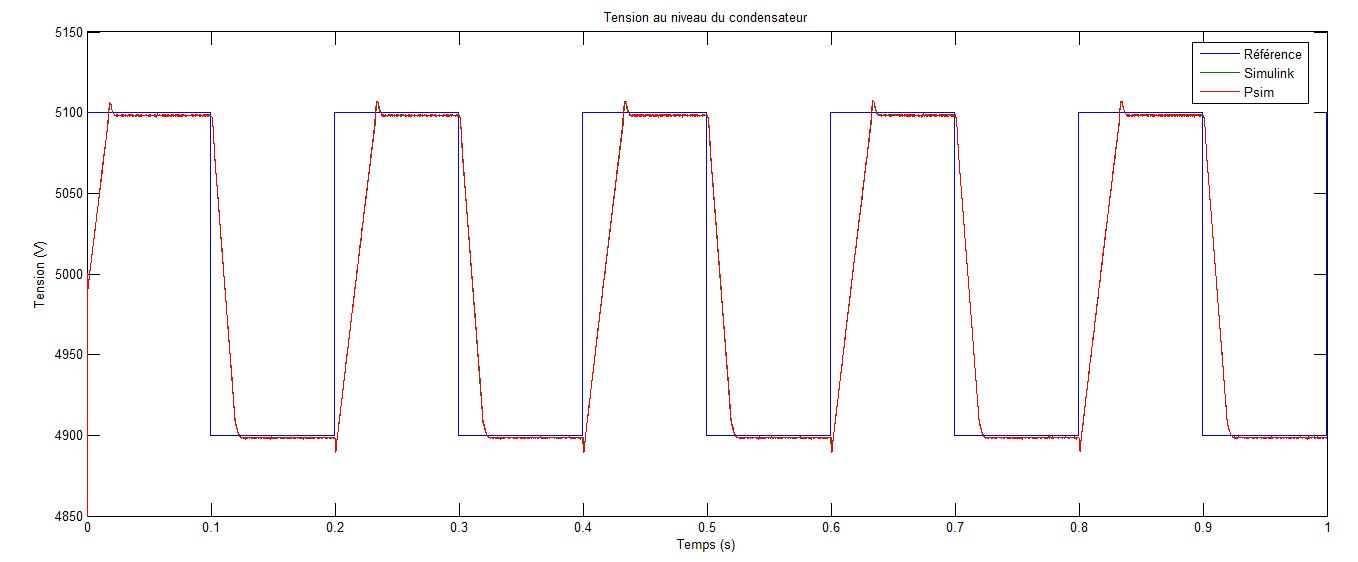 Tension au niveau du condensateur
Référence
Simulink
Psim
5150
5100
5050
5000
4950
4900
4850
Tension (V)
0 0.1 0.2 0.3 0.4 0.5 0.6 0.7 0.8 0.9 1
Temps (s)